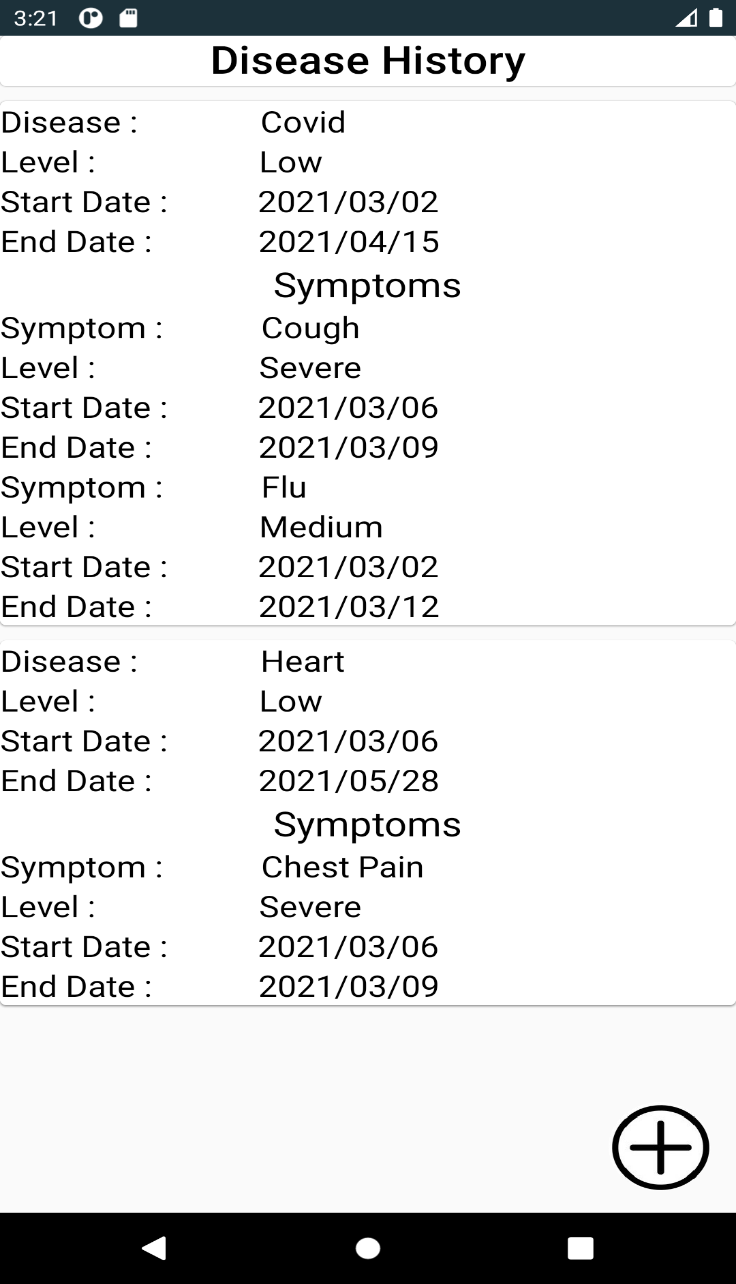 3:21
Disease History
Disease : Covid
Level : Low
Start Date : 2021/03/02
End Date : 2021/04/15
Symptoms
Symptom : Cough
Level : Severe
Start Date : 2021/03/06
End Date : 2021/03/09
Symptom : Flu
Level : Medium
Start Date : 2021/03/02
End Date : 2021/03/12
Disease : Heart
Level : Low
Start Date : 2021/03/06
End Date : 2021/05/28
Symptoms
Symptom : Chest Pain
Level : Severe
Start Date : 2021/03/06
End Date : 2021/03/09